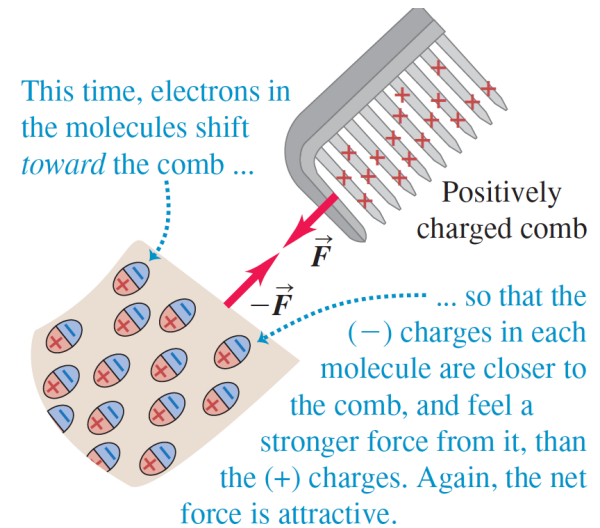 This time, electrons in
the molecules shift
toward the comb ...
Positively
charged comb
F⃗
−F⃗
... so that the
(−) charges in each
molecule are closer to
the comb, and feel a
stronger force from it, than
the (+) charges. Again, the net
force is attractive.